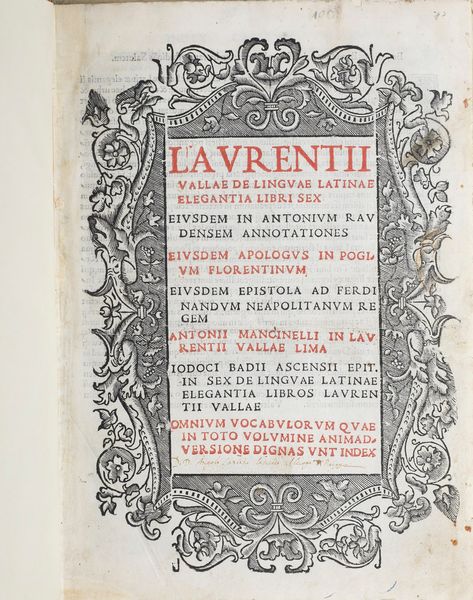 LAVRENTII
VALLAE DE LINGVAE LATINAE
ELEGANTIA LIBRI SEX
EIVSDEM IN ANTONIVM RAV
DENSEM ANNOTATIONES
EIVSDEM APOLOGVS IN POGI,
VM FLORENTINVM,
EIVSDEM EPISTOLA AD FERDI
NANDVM NEAPOLITANVM RE
GEM
ANTONII MANCINELLI IN LAV
RENTII VALLAE LIMA
IODOCI BADII ASCENSII EPIT.
IN SEX DE LINGVAE LATINAE
ELEGANTIA LIBROS LAVREN
TII VALLAE
OMNIVM VOCABVLORVM QVAE
IN TOTO VOLVMINE ANIMAD,
VERSIONE DIGNAS VNT INDEX